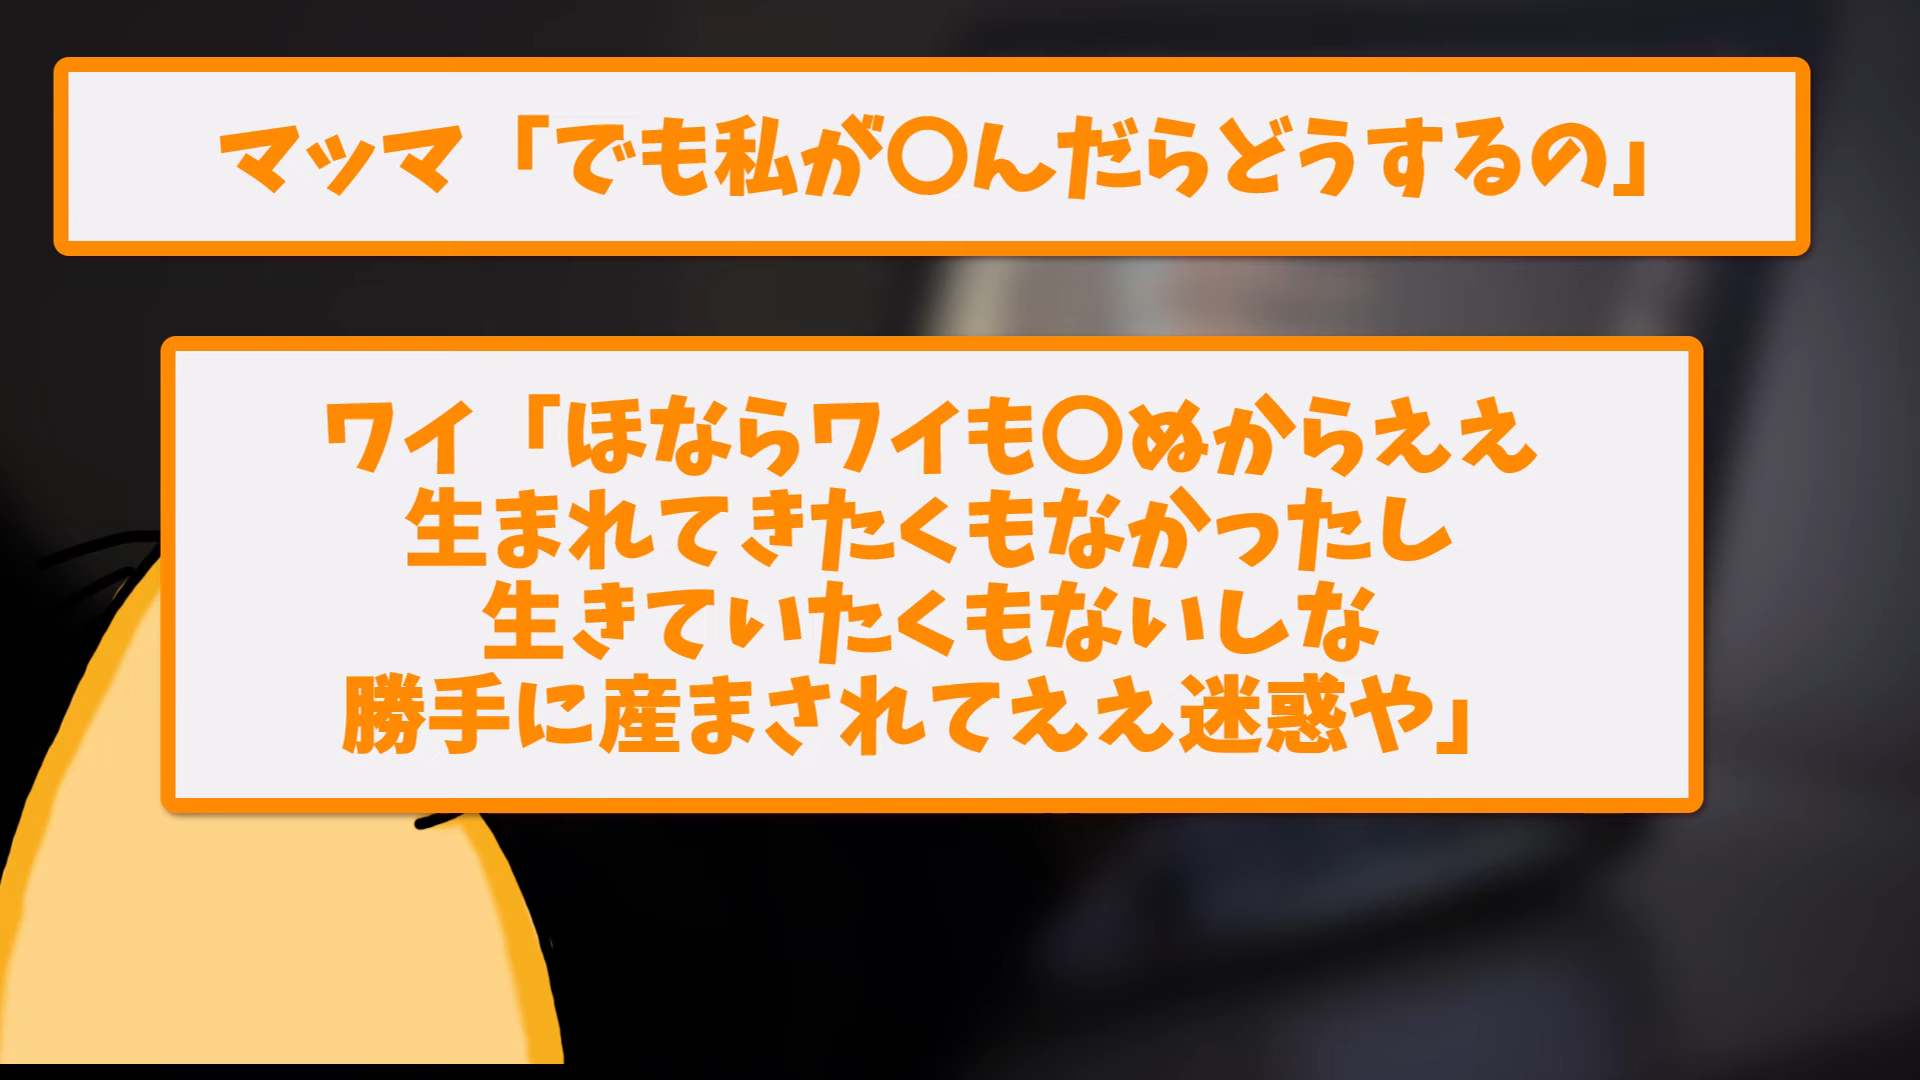 マッマ「でも私が〇んだらどうするの」
ワイ「ほならワイも〇ぬからええ
生まれてきたくもなかったし
生きていたくもないしな
勝手に産まされてええ迷惑や」